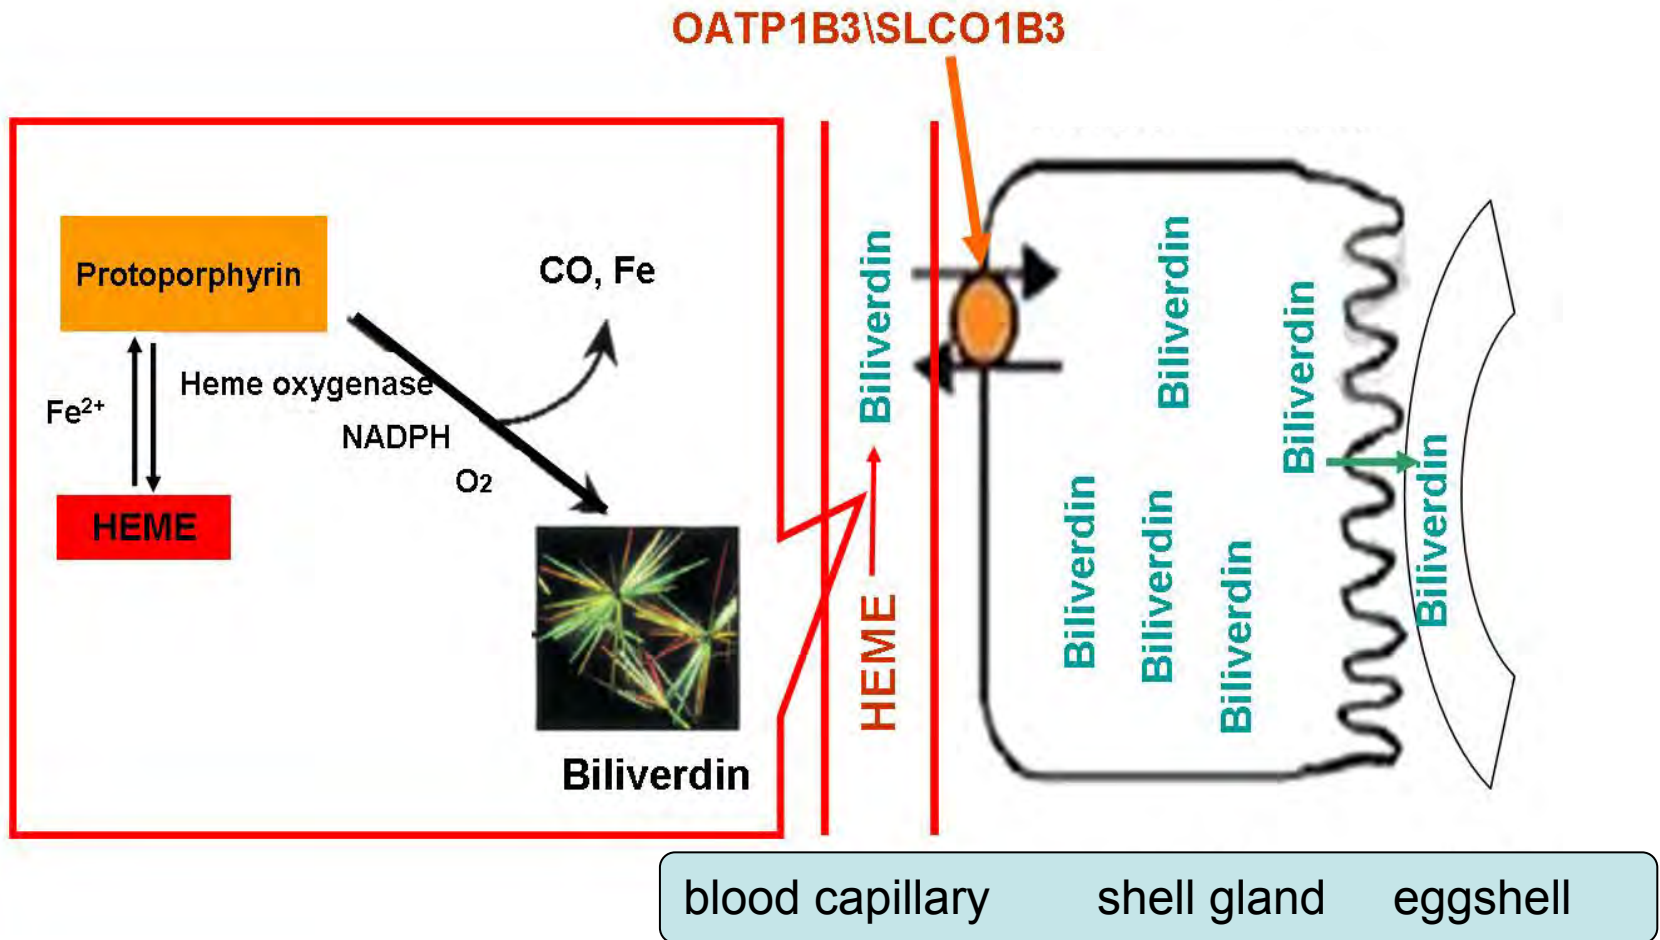 OATP1B3\SLCO1B3
Protoporphyrin
CO, Fe
Heme oxygenase
Fe2+
NADPH
O2
HEME
Biliverdin
Biliverdin
HEME
Biliverdin
Biliverdin
Biliverdin
Biliverdin
Biliverdin
Biliverdin
blood capillary shell gland eggshell